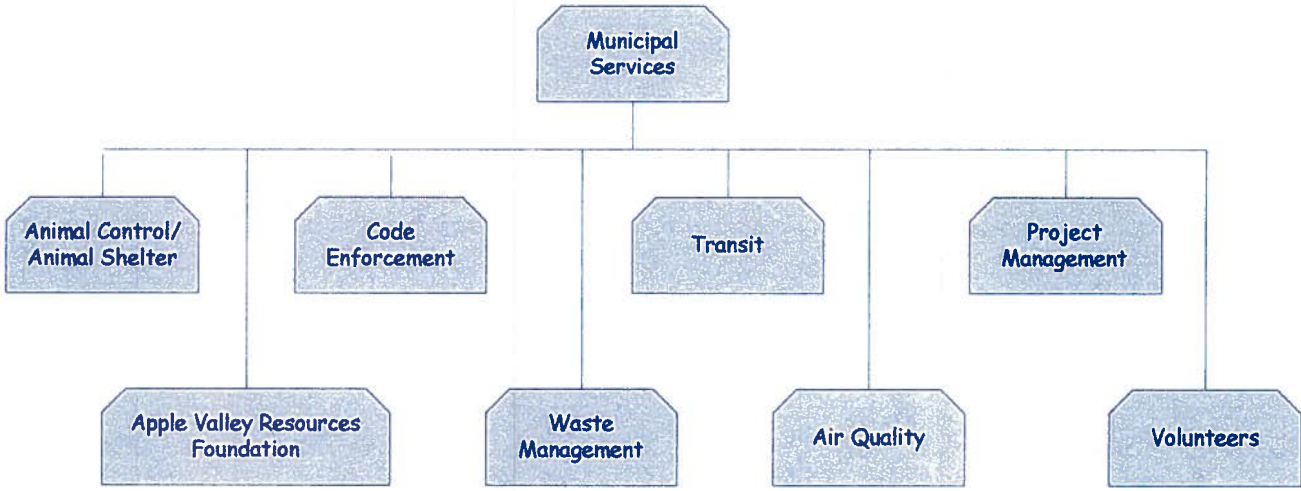 Municipal
Services
Animal Control/
Animal Shelter
Code
Enforcement
Transit
Project
Management
Apple Valley Resources
Foundation
Waste
Management
Air Quality
Volunteers